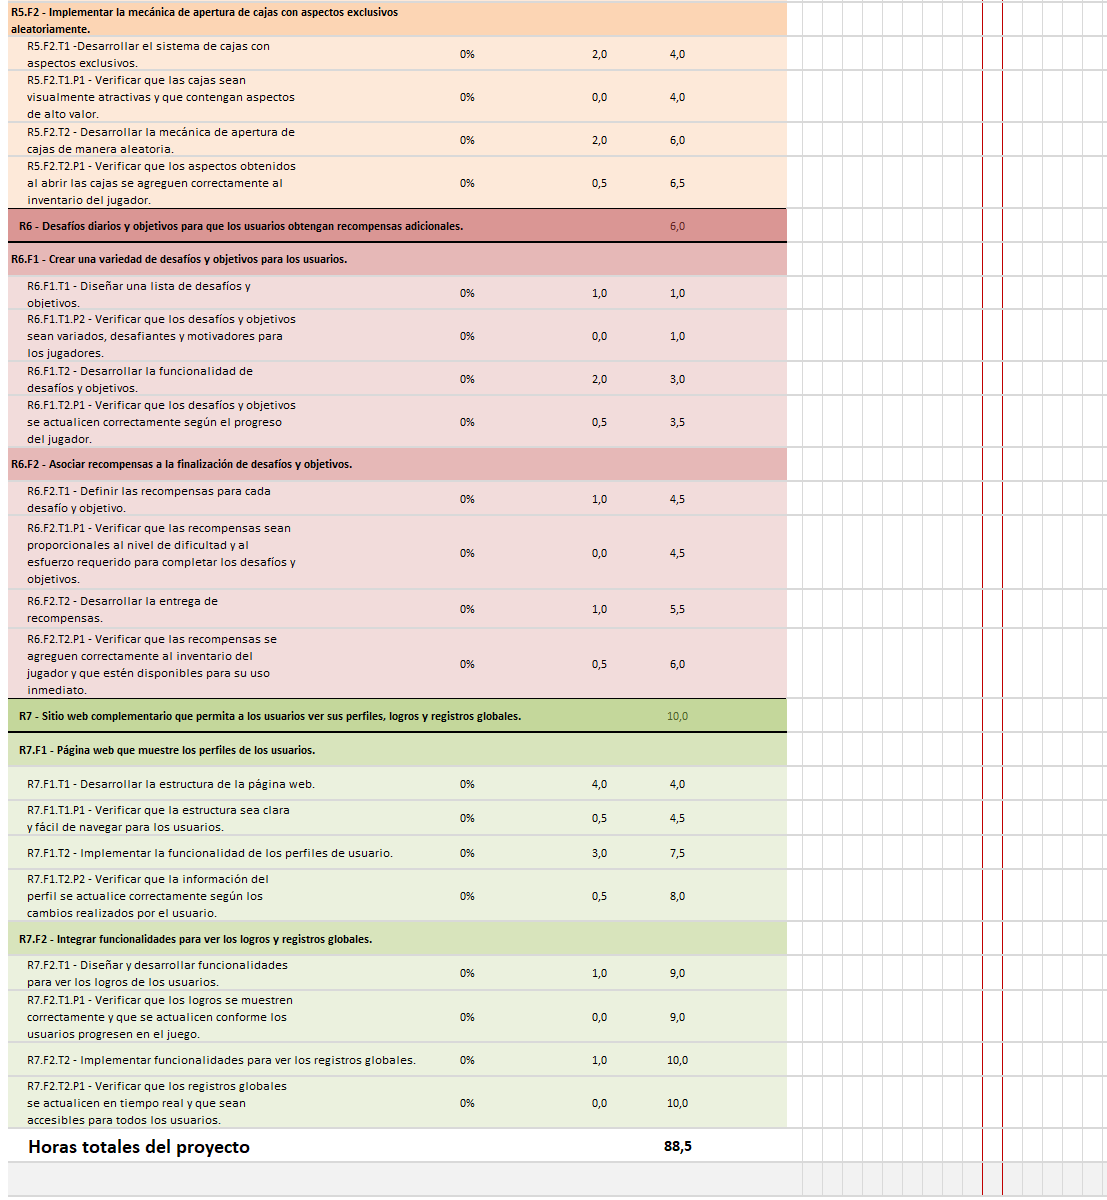 R5.F2 - Implementar la mecánica de apertura de cajas con aspectos exclusivos
aleatoriamente.
R5.F2.T1 -Desarrollar el sistema de cajas con
aspectos exclusivos.
0% 2,0 4,0
R5.F2.T1.P1 - Verificar que las cajas sean
visualmente atractivas y que contengan aspectos
de alto valor.
0% 0,0 4,0
R5.F2.T2 - Desarrollar la mecánica de apertura de
cajas de manera aleatoria.
0% 2,0 6,0
R5.F2.T2.P1 - Verificar que los aspectos obtenidos
al abrir las cajas se agreguen correctamente al
inventario del jugador.
0% 0,5 6,5
R6 - Desafíos diarios y objetivos para que los usuarios obtengan recompensas adicionales. 6,0
R6.F1 - Crear una variedad de desafíos y objetivos para los usuarios.
R6.F1.T1 - Diseñar una lista de desafíos y
objetivos.
0% 1,0 1,0
R6.F1.T1.P2 - Verificar que los desafíos y objetivos
sean variados, desafiantes y motivadores para
los jugadores.
0% 0,0 1,0
R6.F1.T2 - Desarrollar la funcionalidad de
desafíos y objetivos.
0% 2,0 3,0
R6.F1.T2.P1 - Verificar que los desafíos y objetivos
se actualicen correctamente según el progreso
del jugador.
0% 0,5 3,5
R6.F2 - Asociar recompensas a la finalización de desafíos y objetivos.
R6.F2.T1 - Definir las recompensas para cada
desafío y objetivo.
0% 1,0 4,5
R6.F2.T1.P1 - Verificar que las recompensas sean
proporcionales al nivel de dificultad y al
esfuerzo requerido para completar los desafíos y
objetivos.
0% 0,0 4,5
R6.F2.T2 - Desarrollar la entrega de
recompensas.
0% 1,0 5,5
R6.F2.T2.P1 - Verificar que las recompensas se
agreguen correctamente al inventario del
jugador y que estén disponibles para su uso
inmediato.
0% 0,5 6,0
R7 - Sitio web complementario que permita a los usuarios ver sus perfiles, logros y registros globales. 10,0
R7.F1 - Página web que muestre los perfiles de los usuarios.
R7.F1.T1 - Desarrollar la estructura de la página web. 0% 4,0 4,0
R7.F1.T1.P1 - Verificar que la estructura sea clara
y fácil de navegar para los usuarios.
0% 0,5 4,5
R7.F1.T2 - Implementar la funcionalidad de los perfiles de usuario. 0% 3,0 7,5
R7.F1.T2.P2 - Verificar que la información del
perfil se actualice correctamente según los
cambios realizados por el usuario.
0% 0,5 8,0
R7.F2 - Integrar funcionalidades para ver los logros y registros globales.
R7.F2.T1 - Diseñar y desarrollar funcionalidades
para ver los logros de los usuarios.
0% 1,0 9,0
R7.F2.T1.P1 - Verificar que los logros se muestren
correctamente y que se actualicen conforme los
usuarios progresen en el juego.
0% 0,0 9,0
R7.F2.T2 - Implementar funcionalidades para ver los registros globales. 0% 1,0 10,0
R7.F2.T2.P1 - Verificar que los registros globales
se actualicen en tiempo real y que sean
accesibles para todos los usuarios.
0% 0,0 10,0
Horas totales del proyecto 88,5